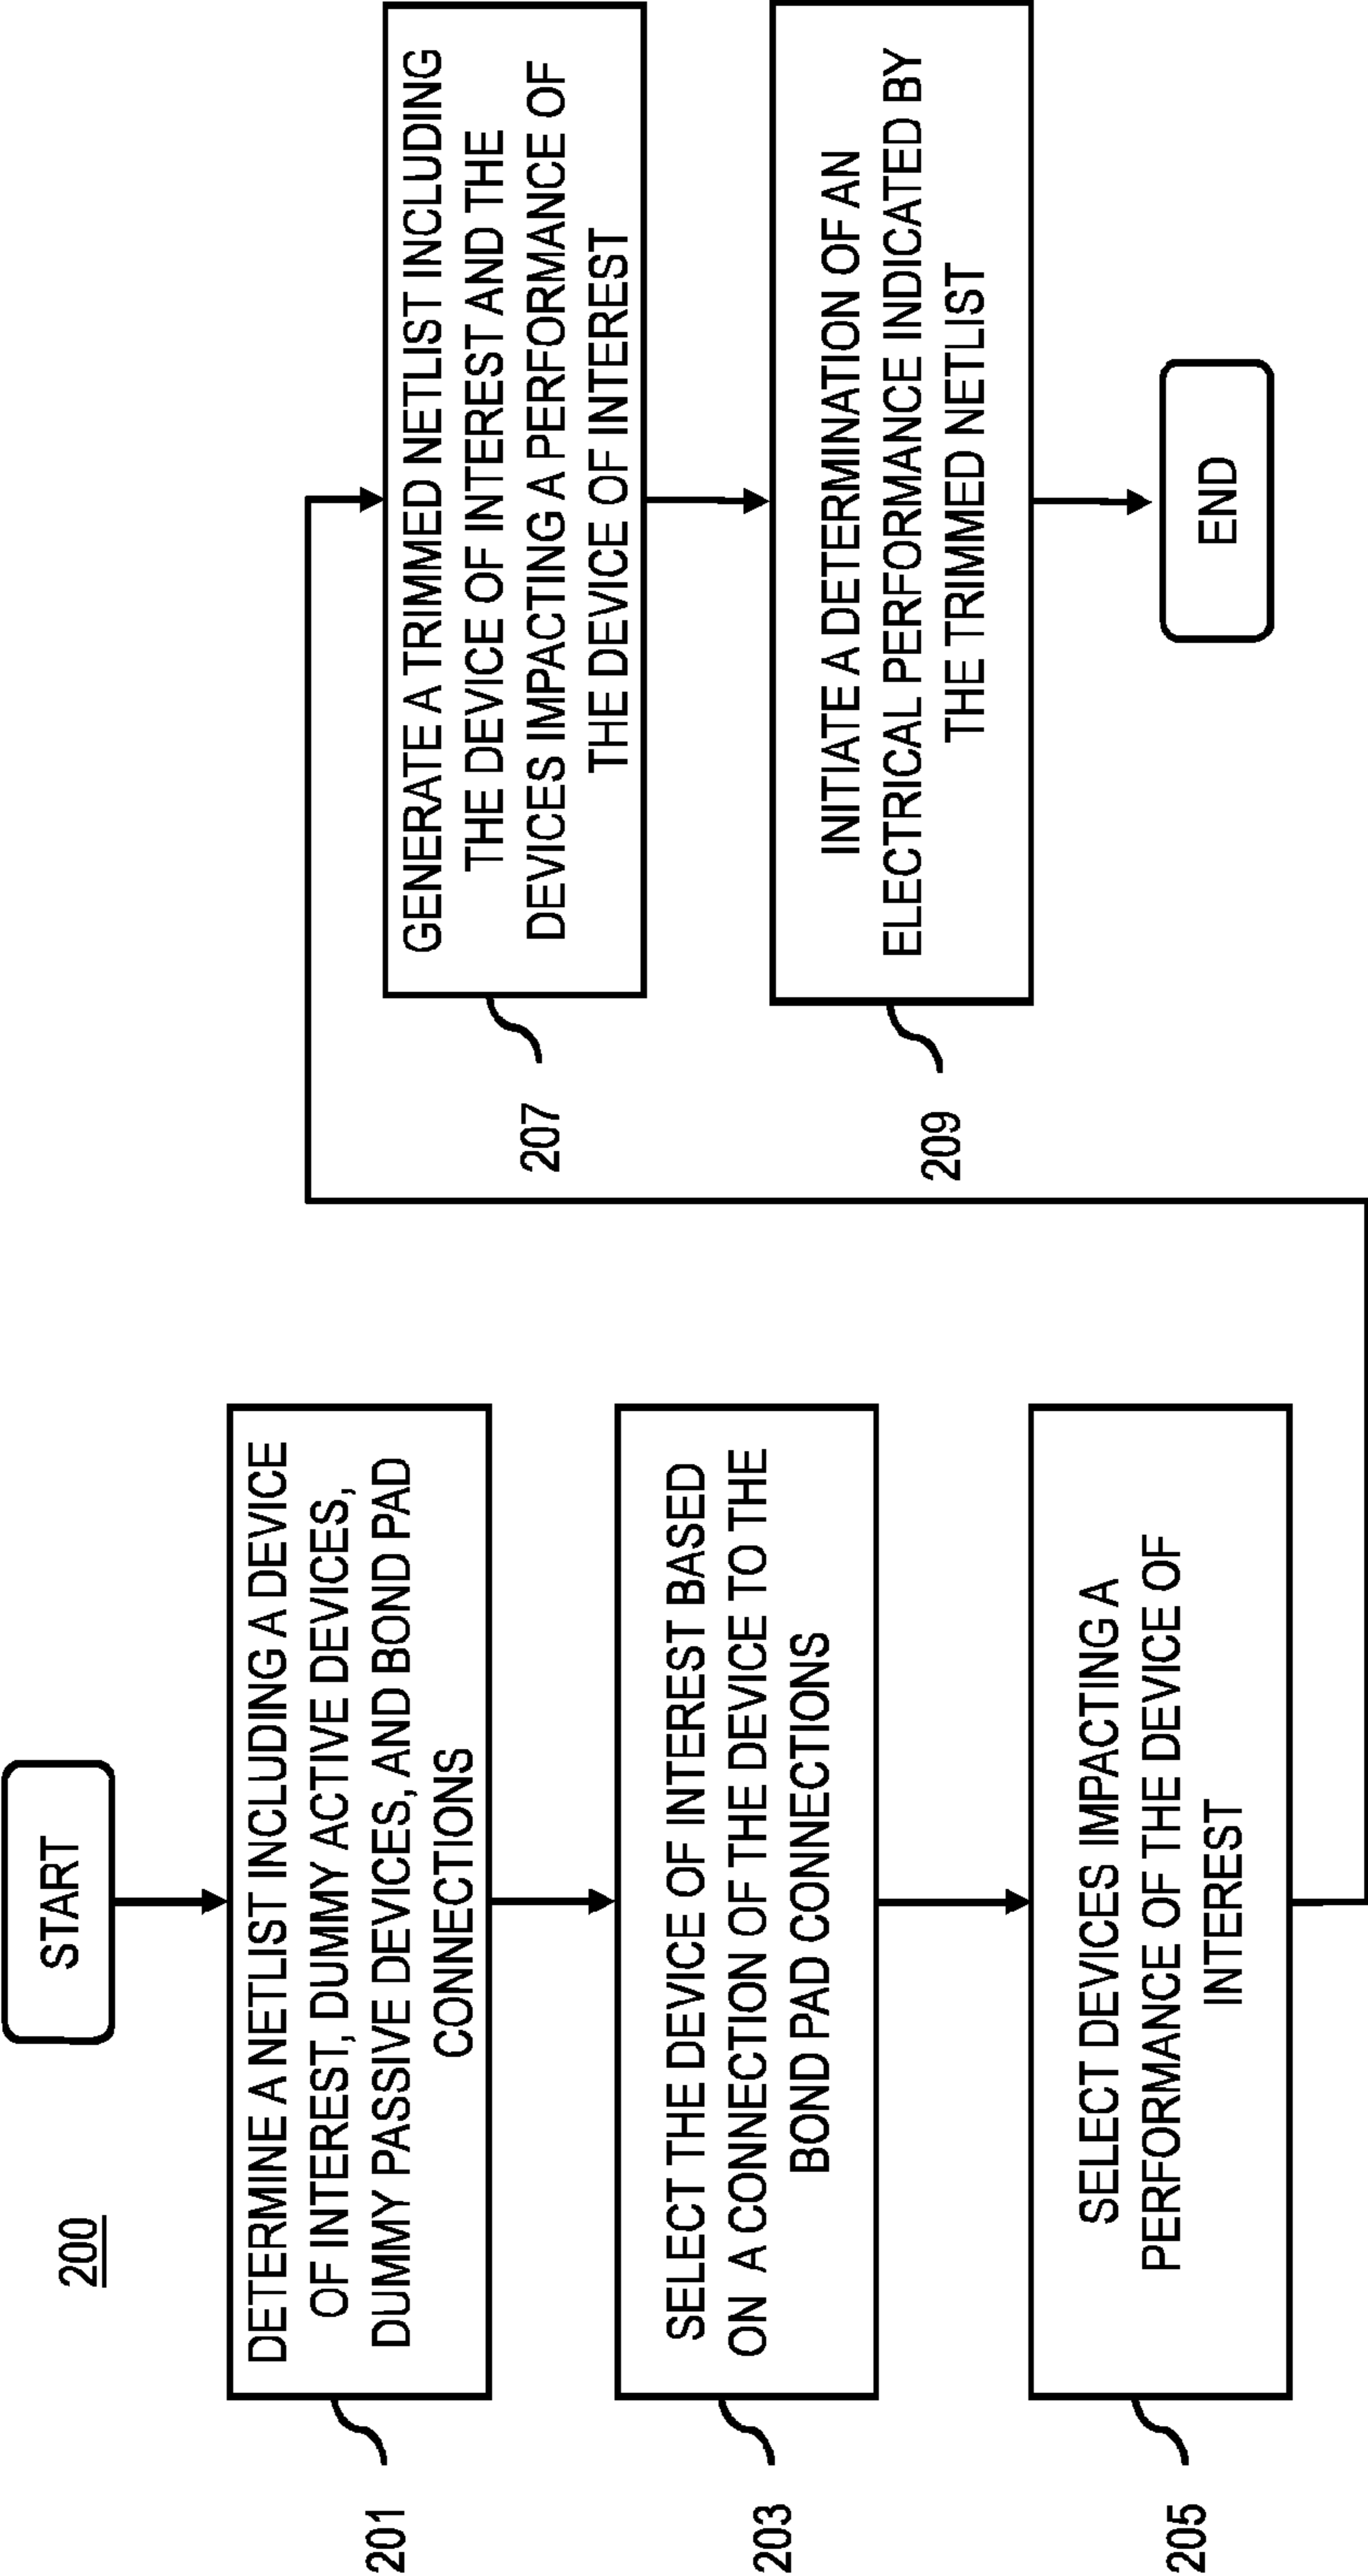 200
START
201
DETERMINE A NETLIST INCLUDING A DEVICE
OF INTEREST, DUMMY ACTIVE DEVICES,
DUMMY PASSIVE DEVICES, AND BOND PAD
CONNECTIONS
203
SELECT THE DEVICE OF INTEREST BASED
ON A CONNECTION OF THE DEVICE TO THE
BOND PAD CONNECTIONS
205
SELECT DEVICES IMPACTING A
PERFORMANCE OF THE DEVICE OF
INTEREST
207
GENERATE A TRIMMED NETLIST INCLUDING
THE DEVICE OF INTEREST AND THE
DEVICES IMPACTING A PERFORMANCE OF
THE DEVICE OF INTEREST
209
INITIATE A DETERMINATION OF AN
ELECTRICAL PERFORMANCE INDICATED BY
THE TRIMMED NETLIST
END